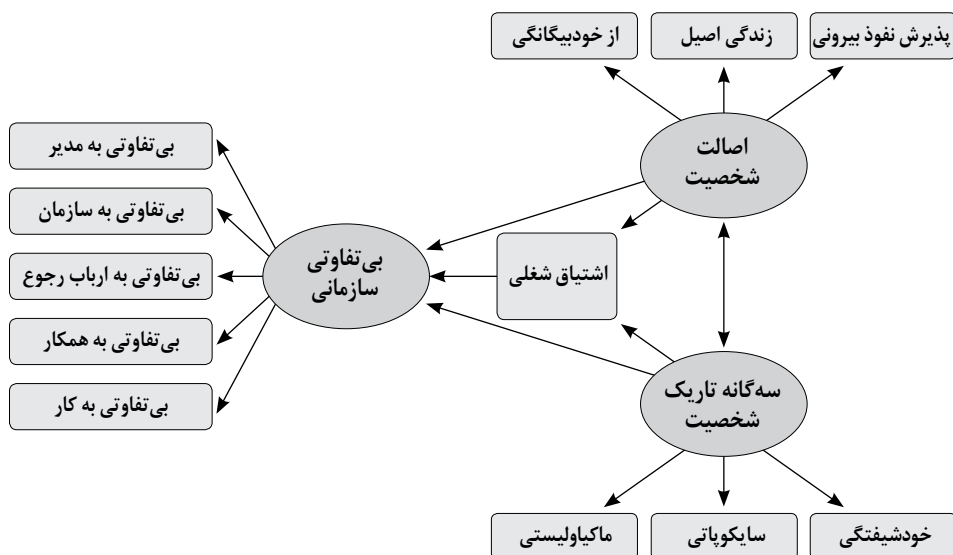 پذیرش نفوذ بیرونی
زندگی اصیل
از خودبیگانگی
اصالت
شخصیت
بی‌تفاوتی به مدیر
بی‌تفاوتی به سازمان
بی‌تفاوتی به ارباب رجوع
بی‌تفاوتی به همکار
بی‌تفاوتی به کار
بی‌تفاوتی
سازمانی
اشتیاق شغلی
سه‌گانه تاریک
شخصیت
خودشیفتگی
سایکوپاتی
ماکیاولیستی